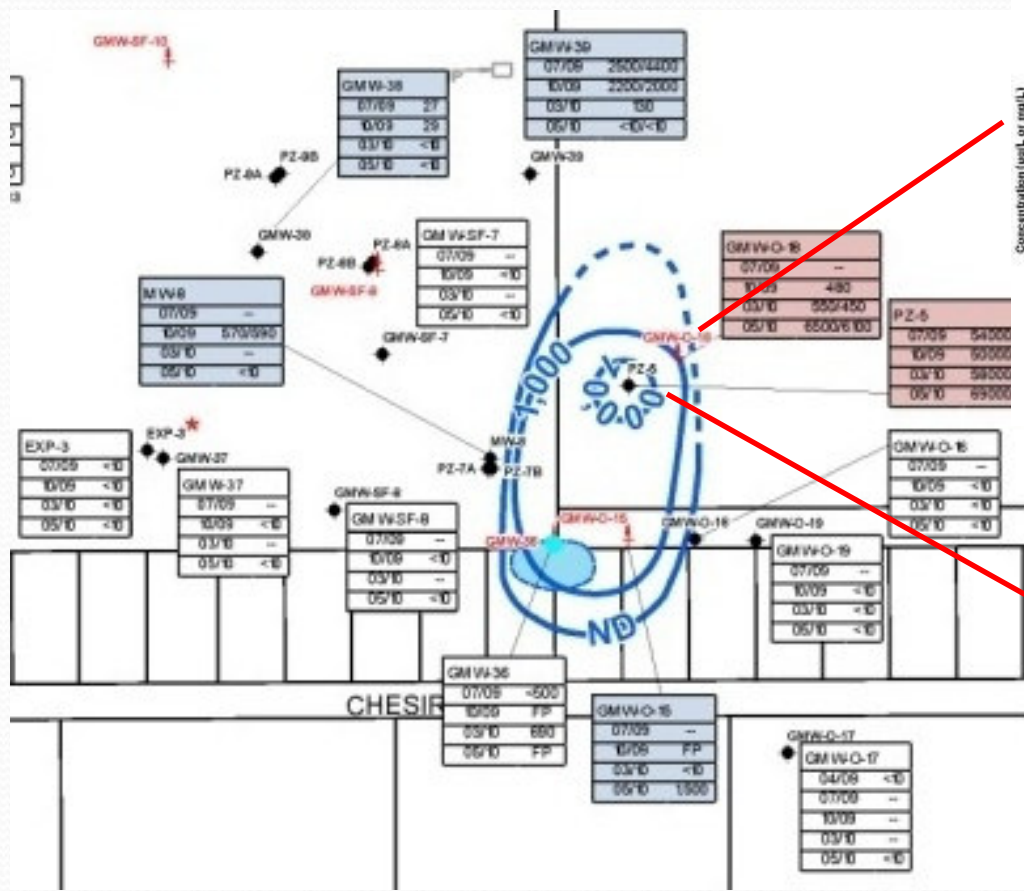 GMW-SF-10
GMW-39
07/09 2500/4400
10/09 2200/2000
03/10 130
05/10 <10/<10
GMW-38
07/09 27
10/09 29
03/10 <10
05/10 <10
PZ-9B
PZ-9A
GMW-39
GMW-38
PZ-8A
PZ-8B
GMW-SF-7
07/09 --
10/09 <10
03/10 --
05/10 <10
GMW-O-18
07/09 --
10/09 480
03/10 550/450
05/10 6500/6100
MW-8
07/09 --
10/09 570/590
03/10 --
05/10 <10
PZ-5
07/09 54000
10/09
03/10 58000
05/10 69000
GMW-SF-7
GMW-O-18
1,000
PZ-5
MW-8
PZ-7A
PZ-7B
EXP-3
07/09 <10
10/09 <10
03/10 <10
05/10 <10
EXP-3
GMW-37
GMW-37
07/09 --
10/09 <10
03/10 --
05/10 <10
GMW-SF-8
07/09 --
10/09 <10
03/10 --
05/10 <10
GMW-36
GMW-O-15
GMW-O-16
GMW-O-19
GMW-O-16
07/09 --
10/09 <10
03/10 <10
05/10 <10
GMW-O-19
07/09 --
10/09 <10
03/10 <10
05/10 <10
ND
CHESIR
GMW-36
07/09 <500
10/09 FP
03/10 690
05/10 FP
GMW-O-15
07/09 --
10/09 FP
03/10 <10
05/10 1,500
GMW-O-17
GMW-O-17
04/09 <10
07/09 --
10/09 --
03/10 --
05/10 <10